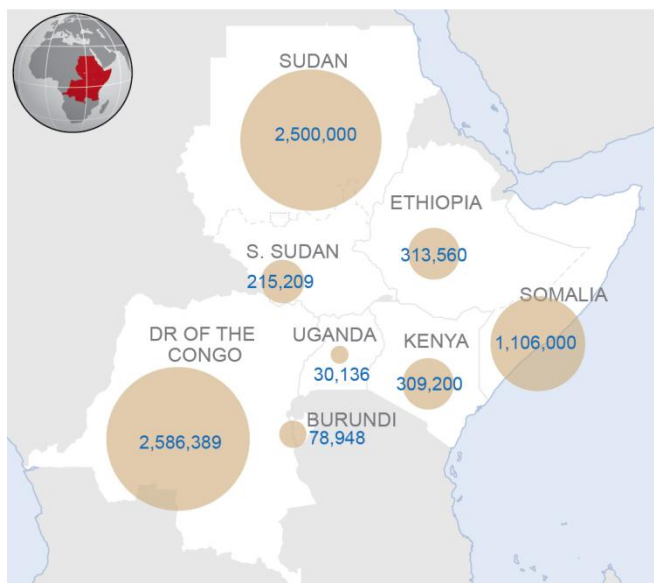 SUDAN
2,500,000
ETHIOPIA
313,560
S. SUDAN
215,209
SOMALIA
1,106,000
DR OF THE
CONGO
2,586,389
UGANDA
30,136
KENYA
309,200
BURUNDI
78,948